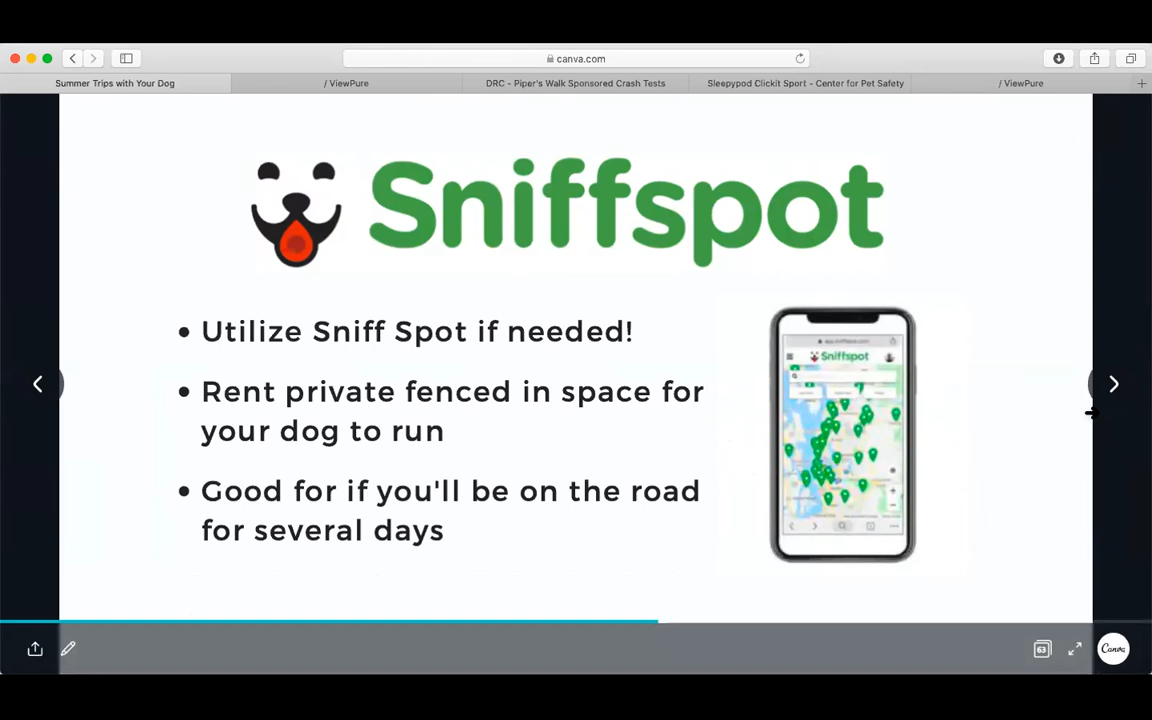 canva.com
Summer Trips with Your Dog
/ ViewPure
DRC - Piper's Walk Sponsored Crash Tests
Sleepypod Clickit Sport - Center for Pet Safety
/ ViewPure
Sniffspot
• Utilize Sniff Spot if needed!
• Rent private fenced in space for
your dog to run
• Good for if you'll be on the road
for several days
Sniffspot
63
Canva